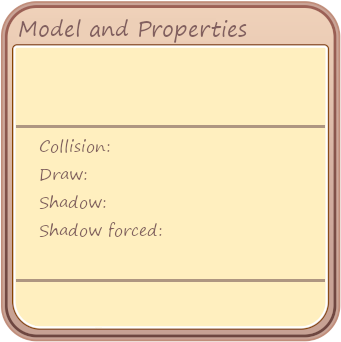 Model and Properties
Collision:
Draw:
Shadow:
Shadow forced: